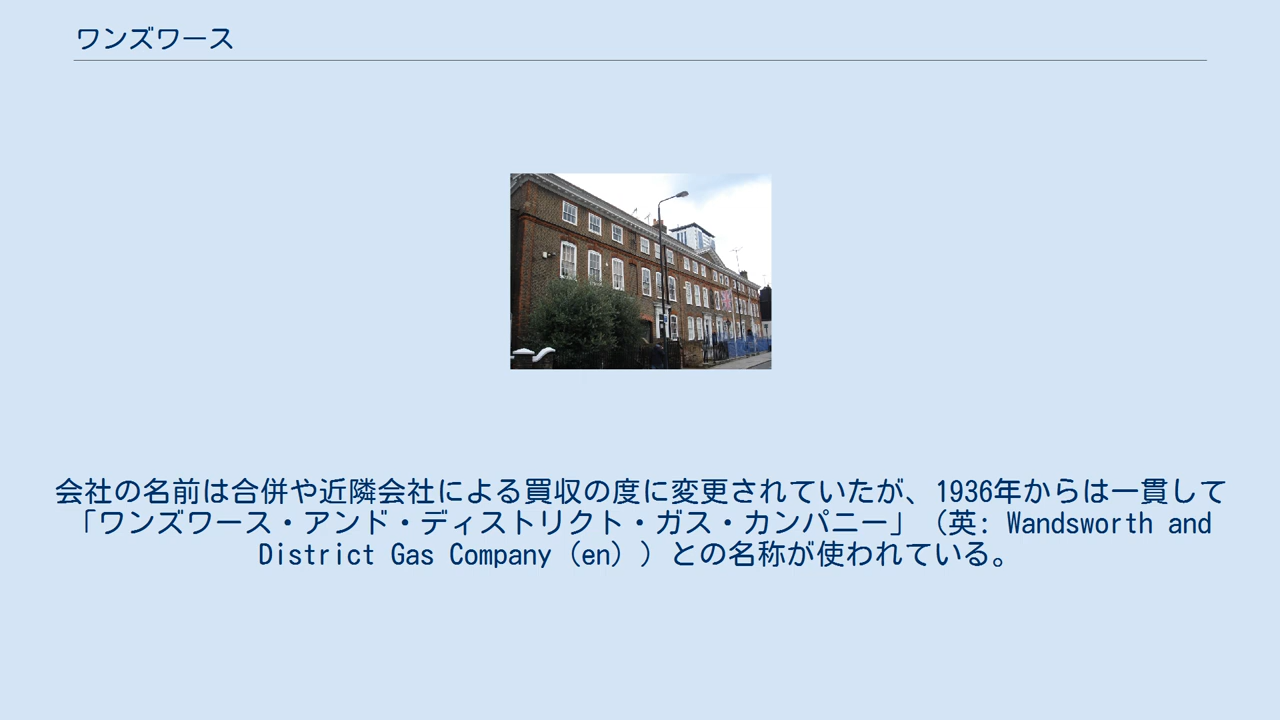 ワンズワース
会社の名前は合併や近隣会社による買収の度に変更されていたが、1936年からは一貫して
「ワンズワース・アンド・ディストリクト・ガス・カンパニー」（英: Wandsworth and
District Gas Company（en））との名称が使われている。